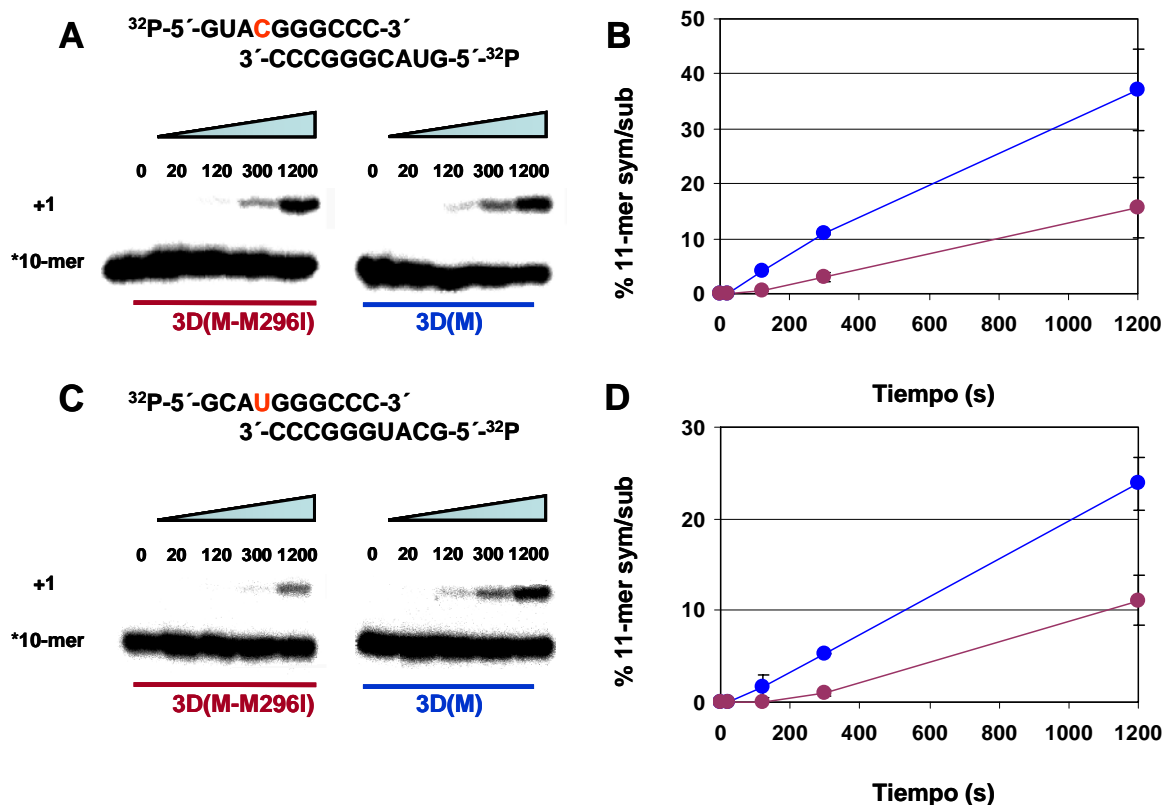 A
³²P-5´-GUACGGGCCC-3´
3´-CCCGGGCAUG-5´-³²P
0 20 120 300 1200
0 20 120 300 1200
+1
*10-mer
3D(M-M296I)
3D(M)
B
% 11-mer sym/sub
50
40
30
20
10
0
0 200 400 600 800 1000 1200
Tiempo (s)
C
³²P-5´-GCAUGGGCCC-3´
3´-CCCGGGUACG-5´-³²P
0 20 120 300 1200
0 20 120 300 1200
+1
*10-mer
3D(M-M296I)
3D(M)
D
% 11-mer sym/sub
30
20
10
0
0 200 400 600 800 1000 1200
Tiempo (s)